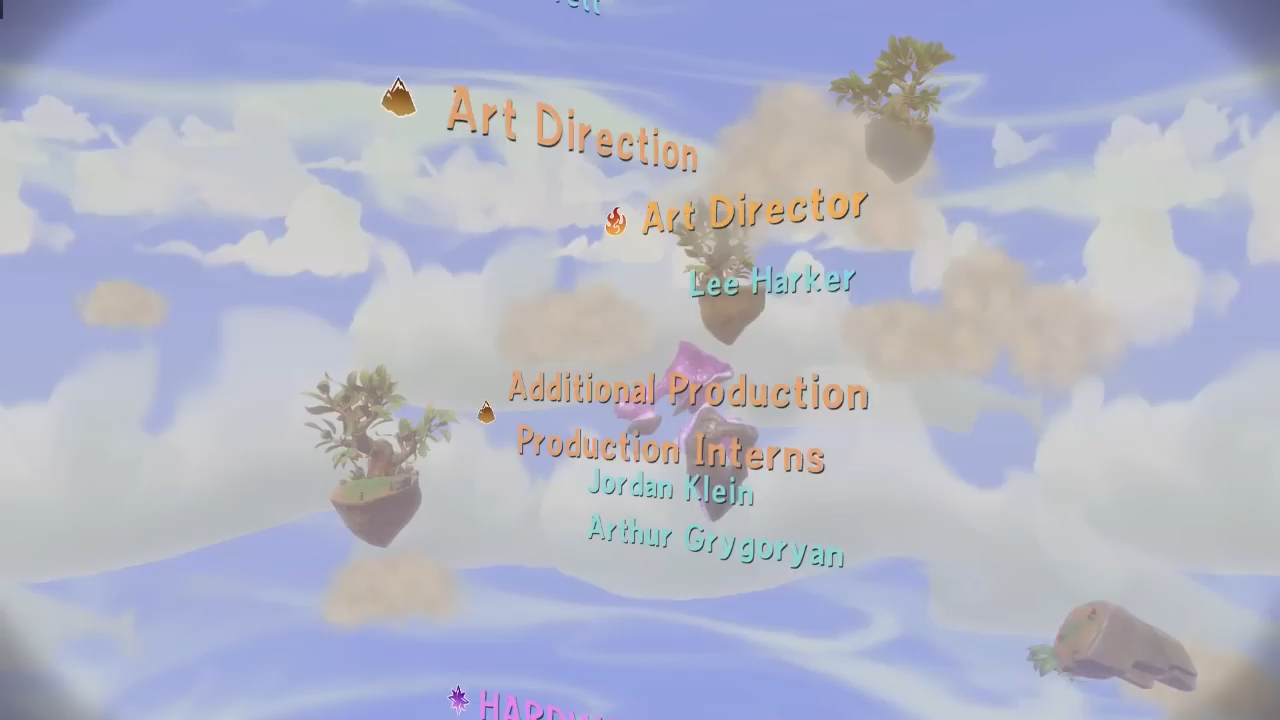 Art Direction
Art Director
Lee Harker
Additional Production
Production Interns
Jordan Klein
Arthur Grygoryan